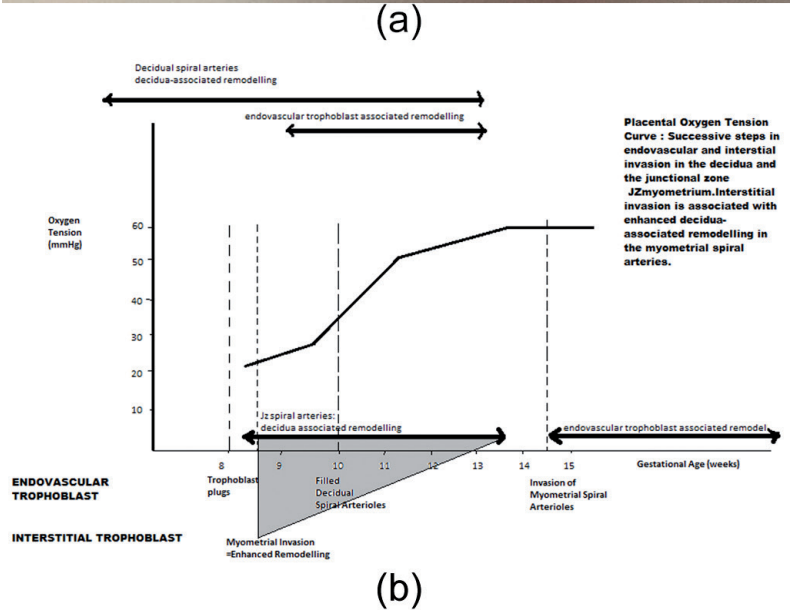 (a)
Decidual spiral arteries
decidua-associated remodelling
endovascular trophoblast associated remodelling
Placental Oxygen Tension
Curve : Successive steps in
endovascular and interstial
invasion in the decidua and
the junctional zone
JZmyometrium.Interstitial
invasion is associated with
enhanced decidua-
associated remodelling in
the myometrial spiral
arteries.
Oxygen
Tension
(mmHg)
60
50
40
30
20
10
Jz spiral arteries:
decidua associated remodelling
endovascular trophoblast associated remodel
8 9 10 11 12 13 14 15 Gestational Age (weeks)
ENDOVASCULAR
TROPHOBLAST
Trophoblast
plugs
Filled
Decidual
Spiral Arterioles
Invasion of
Myometrial Spiral
Arterioles
INTERSTITIAL TROPHOBLAST
Myometrial Invasion
=Enhanced Remodelling
(b)